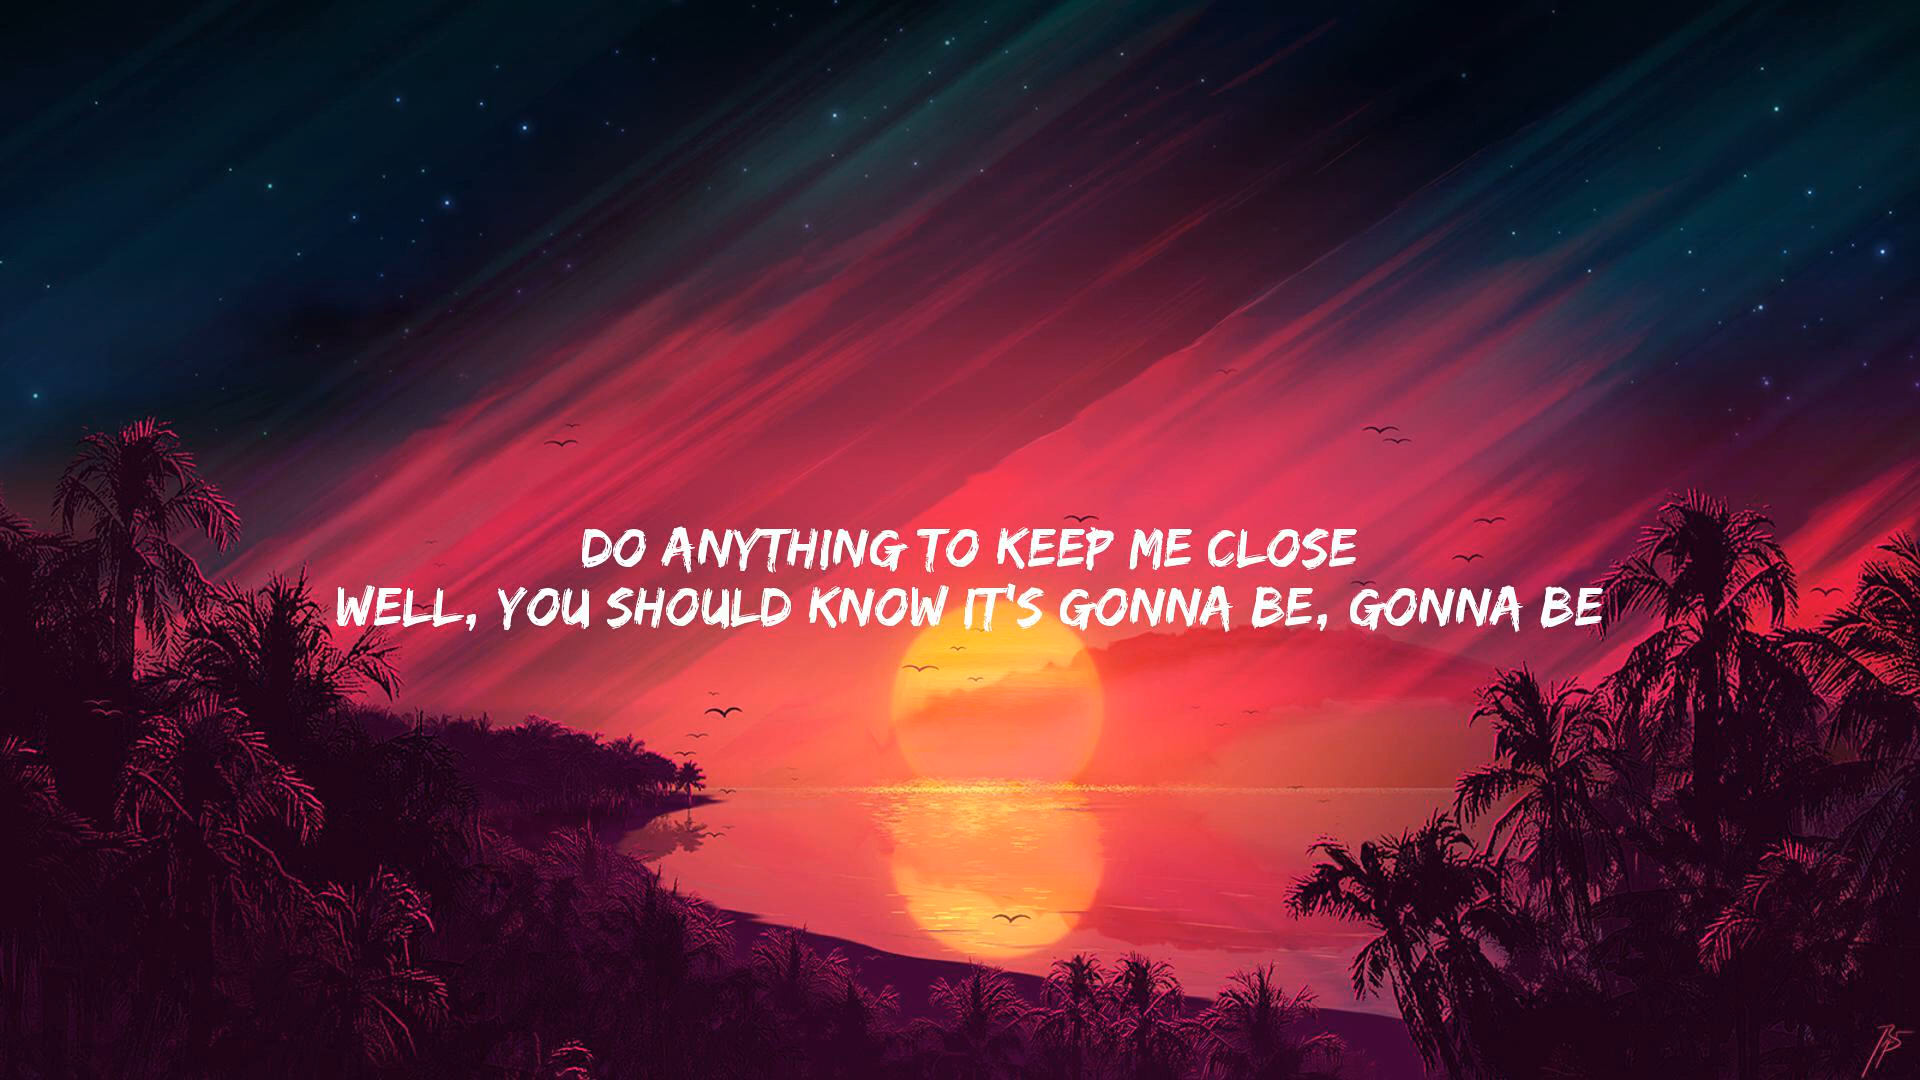 DO ANYTHING TO KEEP ME CLOSE
WELL, YOU SHOULD KNOW IT'S GONNA BE, GONNA BE